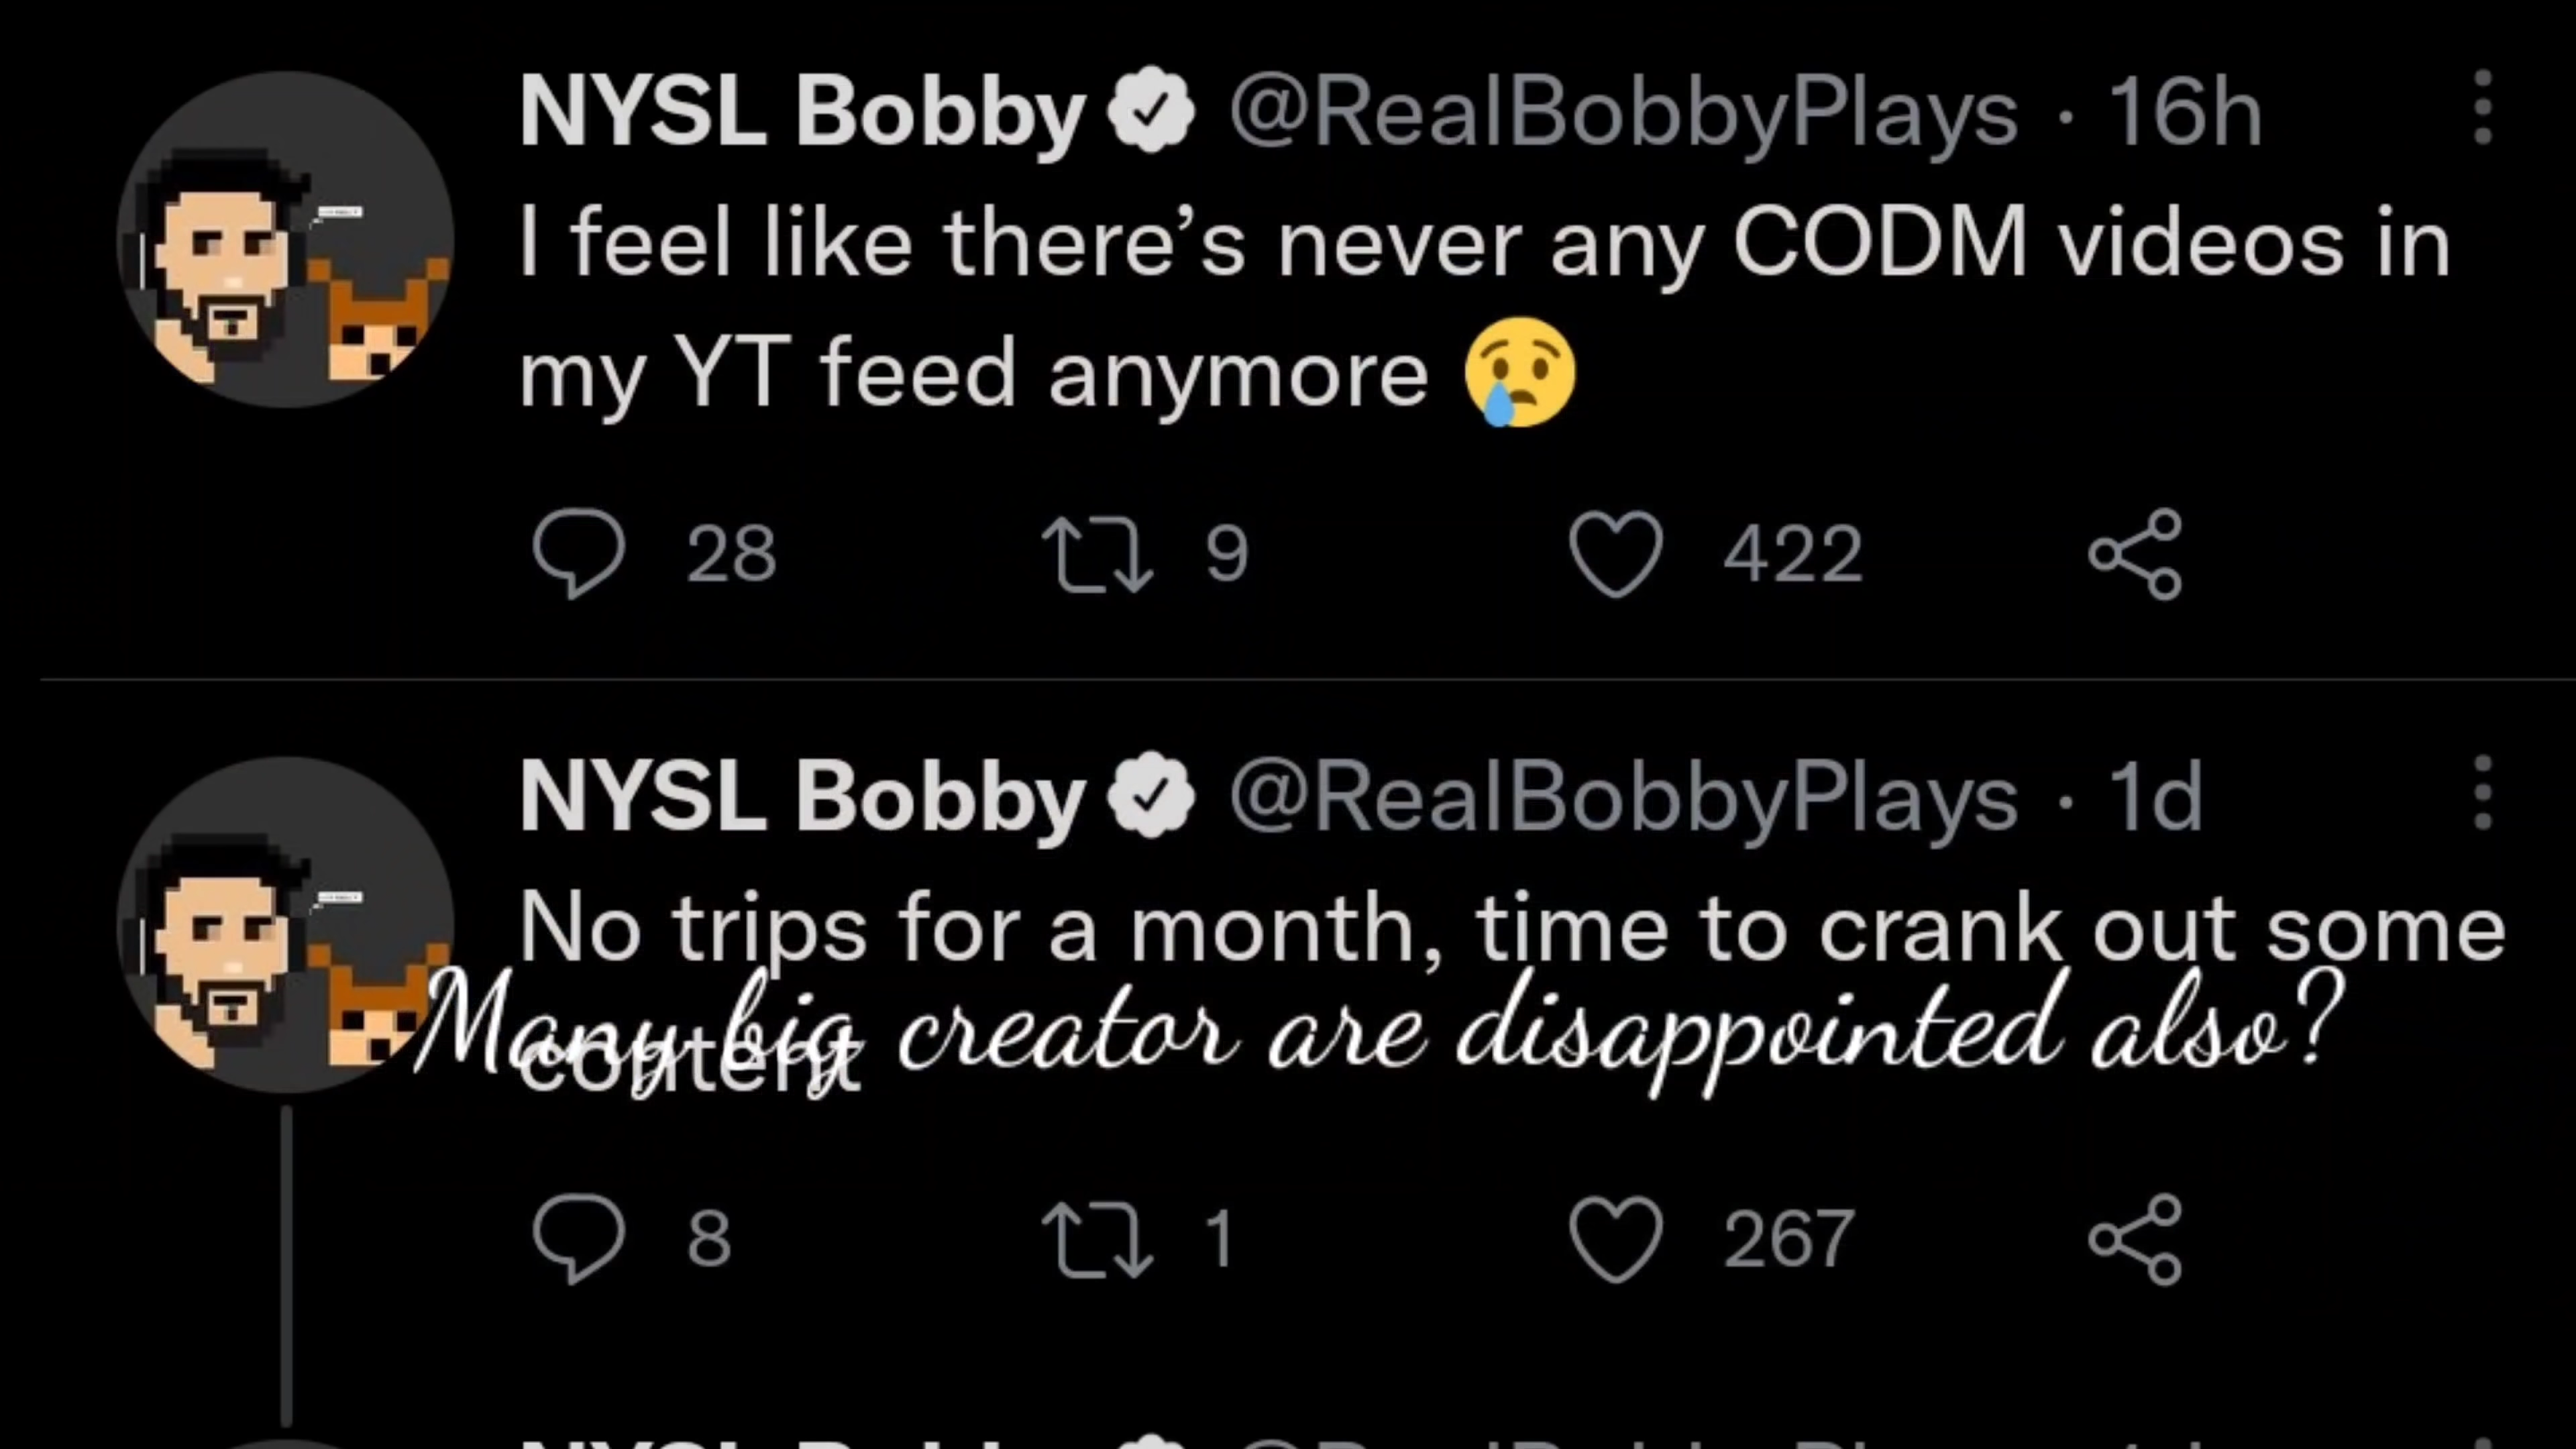 NYSL Bobby @RealBobbyPlays · 16h
I feel like there’s never any CODM videos in
my YT feed anymore 😢
28 9 422
NYSL Bobby @RealBobbyPlays · 1d
No trips for a month, time to crank out some
content
Many big creator are disappointed also?
8 1 267